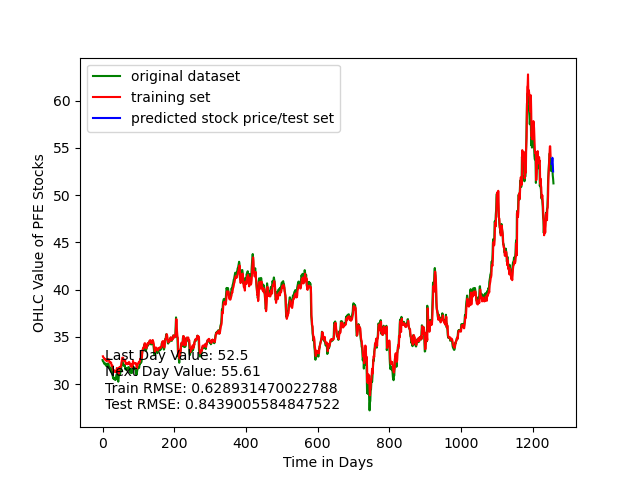 original dataset
training set
predicted stock price/test set
60
55
50
45
40
35
30
OHLC Value of PFE Stocks
Last Day Value: 52.5
Next Day Value: 55.61
Train RMSE: 0.628931470022788
Test RMSE: 0.8439005584847522
0 200 400 600 800 1000 1200
Time in Days